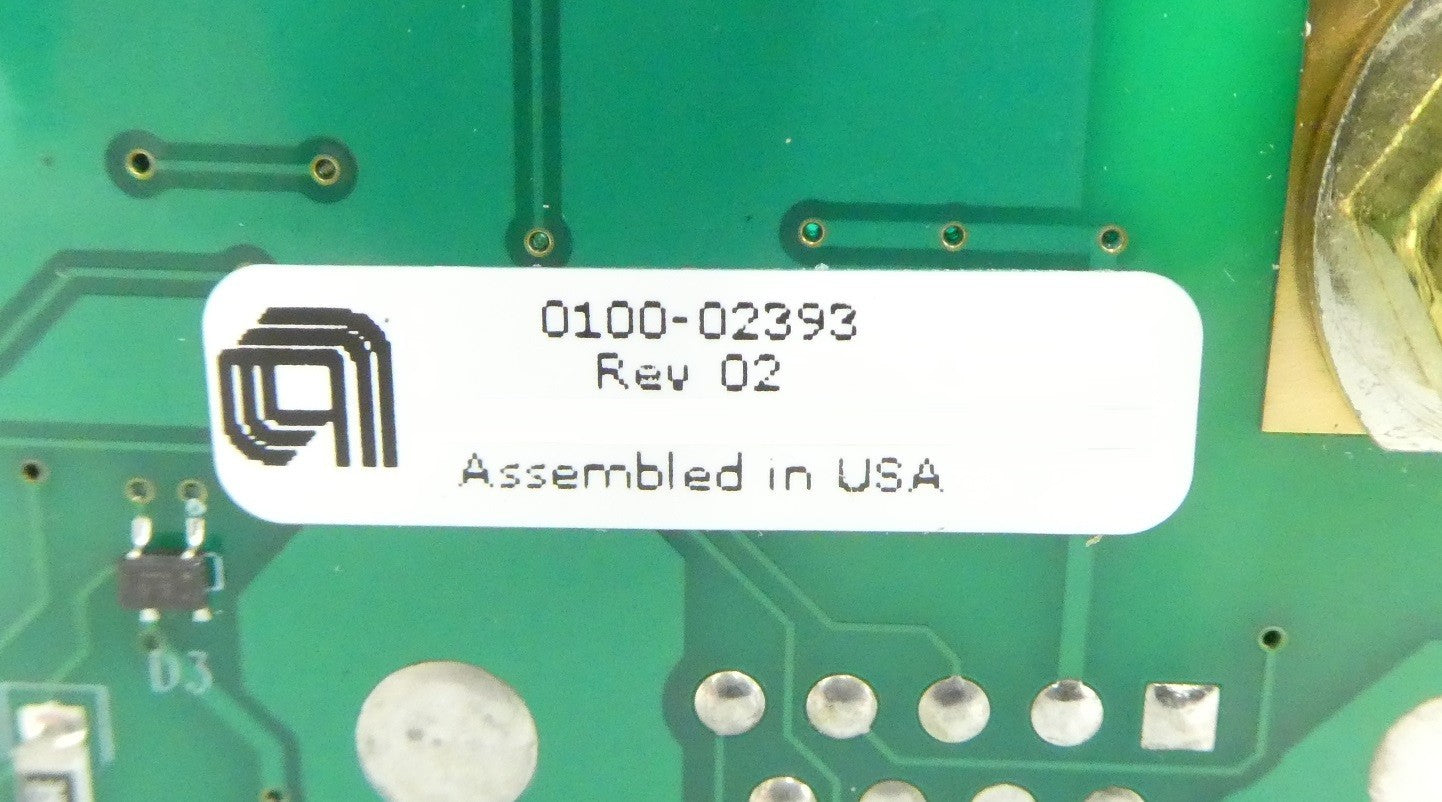 0100-02393
Rev 02
Assembled in USA
D3